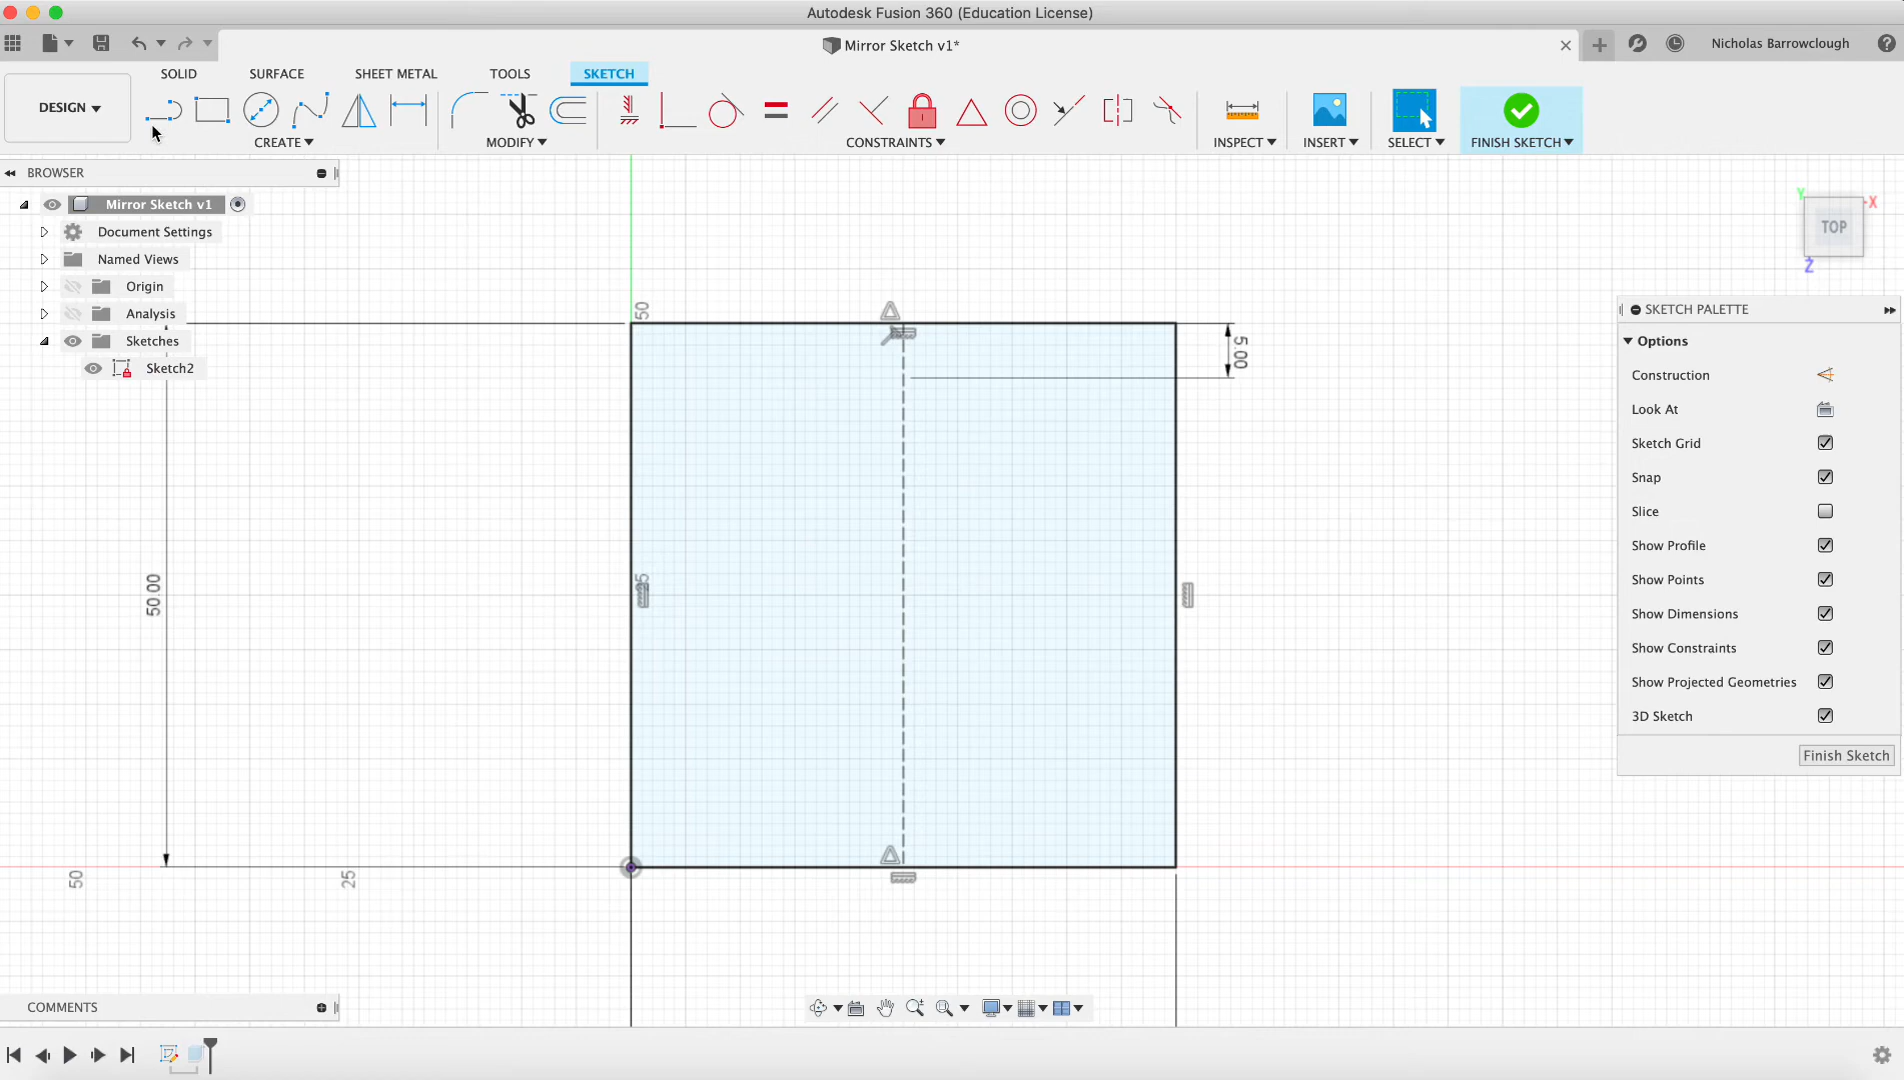 Autodesk Fusion 360 (Education License)
Mirror Sketch v1*
Nicholas Barrowclough
DESIGN
SOLID
SURFACE
SHEET METAL
TOOLS
SKETCH
CREATE
MODIFY
CONSTRAINTS
INSPECT
INSERT
SELECT
FINISH SKETCH
BROWSER
Mirror Sketch v1
Document Settings
Named Views
Origin
Analysis
Sketches
Sketch2
50
5.00
50.00
25
50
25
Y
X
TOP
Z
SKETCH PALETTE
Options
Construction
Look At
Sketch Grid
Snap
Slice
Show Profile
Show Points
Show Dimensions
Show Constraints
Show Projected Geometries
3D Sketch
Finish Sketch
COMMENTS